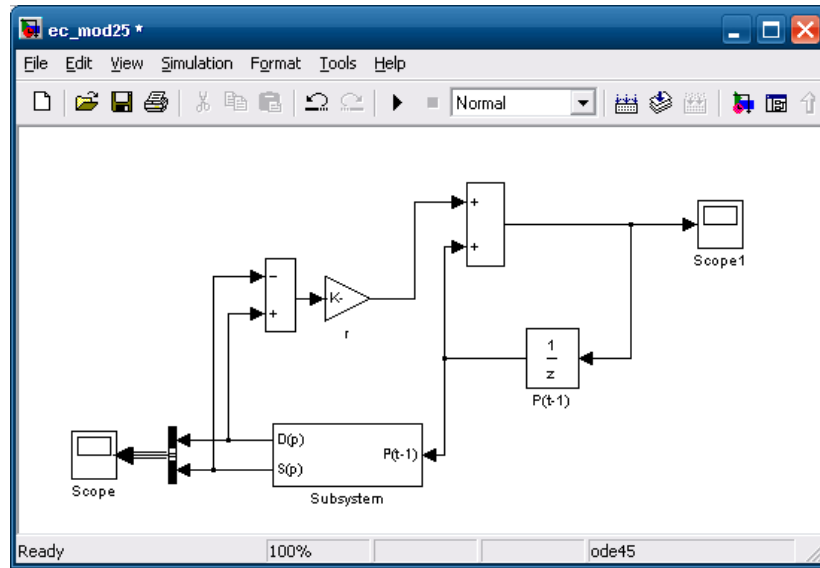 ec_mod25 *
File Edit View Simulation Format Tools Help
Normal
+
+
Scope1
−
+
K-
r
1
z
P(t-1)
D(p)
P(t-1)
S(p)
Scope
Subsystem
Ready 100% ode45